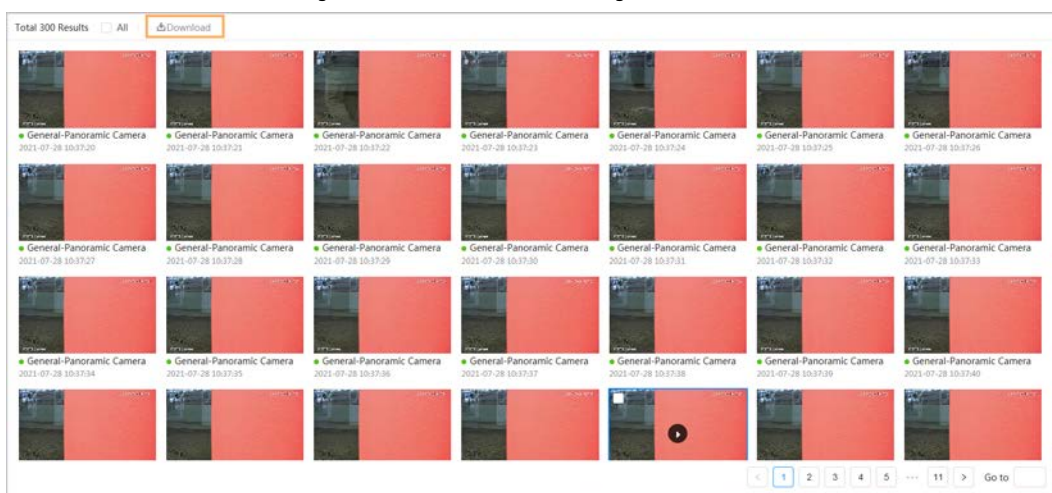 Total 300 Results All Download
General-Panoramic Camera General-Panoramic Camera General-Panoramic Camera General-Panoramic Camera General-Panoramic Camera General-Panoramic Camera General-Panoramic Camera
2021-07-28 10:37:20 2021-07-28 10:37:21 2021-07-28 10:37:22 2021-07-28 10:37:23 2021-07-28 10:37:24 2021-07-28 10:37:25 2021-07-28 10:37:26
General-Panoramic Camera General-Panoramic Camera General-Panoramic Camera General-Panoramic Camera General-Panoramic Camera General-Panoramic Camera General-Panoramic Camera
2021-07-28 10:37:27 2021-07-28 10:37:28 2021-07-28 10:37:29 2021-07-28 10:37:30 2021-07-28 10:37:31 2021-07-28 10:37:32 2021-07-28 10:37:33
General-Panoramic Camera General-Panoramic Camera General-Panoramic Camera General-Panoramic Camera General-Panoramic Camera General-Panoramic Camera General-Panoramic Camera
2021-07-28 10:37:34 2021-07-28 10:37:35 2021-07-28 10:37:36 2021-07-28 10:37:37 2021-07-28 10:37:38 2021-07-28 10:37:39 2021-07-28 10:37:40
< 1 2 3 4 5 ··· 11 > Go to